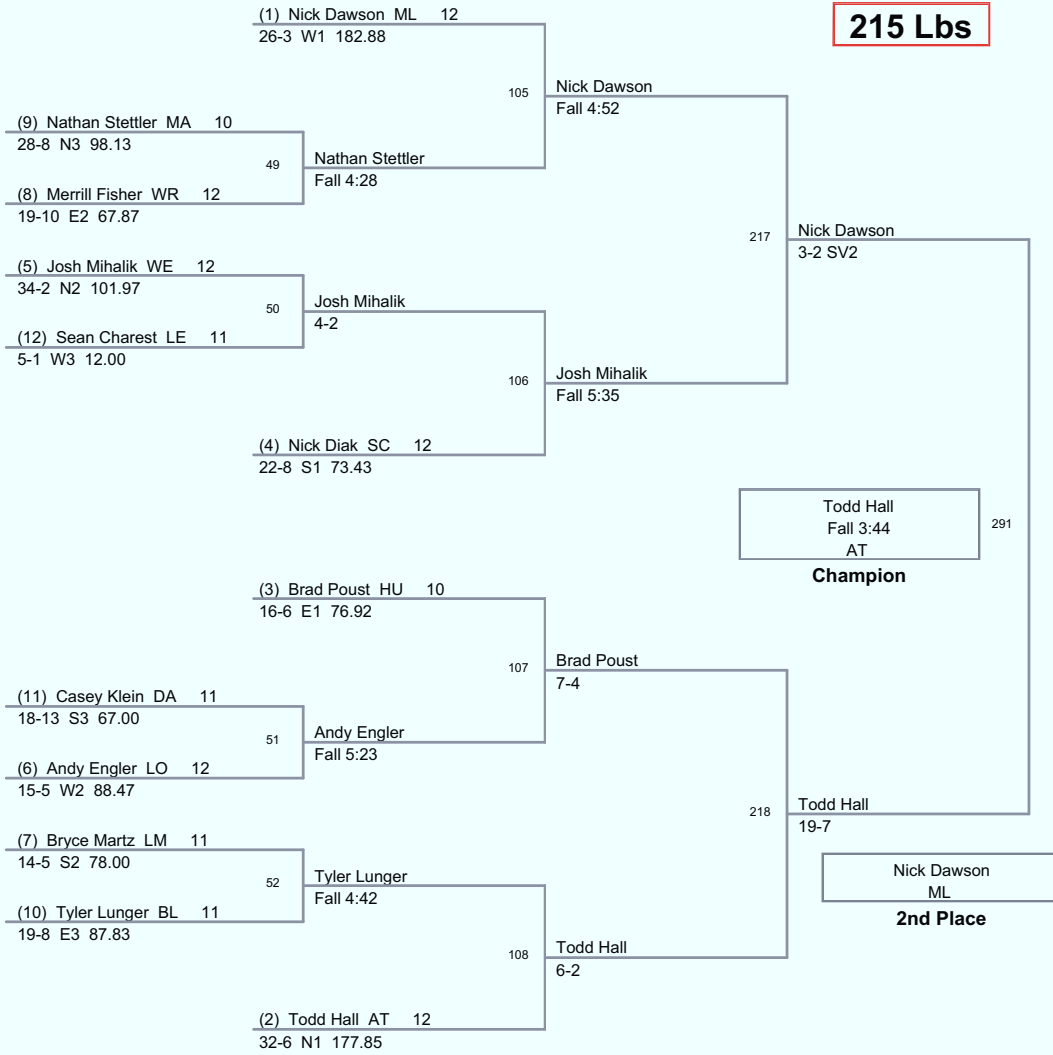 215 Lbs
(1) Nick Dawson ML 12
26-3 W1 182.88
105
Nick Dawson
Fall 4:52
(9) Nathan Stettler MA 10
28-8 N3 98.13
49
Nathan Stettler
Fall 4:28
(8) Merrill Fisher WR 12
19-10 E2 67.87
217
Nick Dawson
3-2 SV2
(5) Josh Mihalik WE 12
34-2 N2 101.97
50
Josh Mihalik
4-2
(12) Sean Charest LE 11
5-1 W3 12.00
106
Josh Mihalik
Fall 5:35
(4) Nick Diak SC 12
22-8 S1 73.43
Todd Hall
Fall 3:44
AT
291
Champion
(3) Brad Poust HU 10
16-6 E1 76.92
107
Brad Poust
7-4
(11) Casey Klein DA 11
18-13 S3 67.00
51
Andy Engler
Fall 5:23
(6) Andy Engler LO 12
15-5 W2 88.47
218
Todd Hall
19-7
(7) Bryce Martz LM 11
14-5 S2 78.00
52
Tyler Lunger
Fall 4:42
(10) Tyler Lunger BL 11
19-8 E3 87.83
Nick Dawson
ML
2nd Place
108
Todd Hall
6-2
(2) Todd Hall AT 12
32-6 N1 177.85